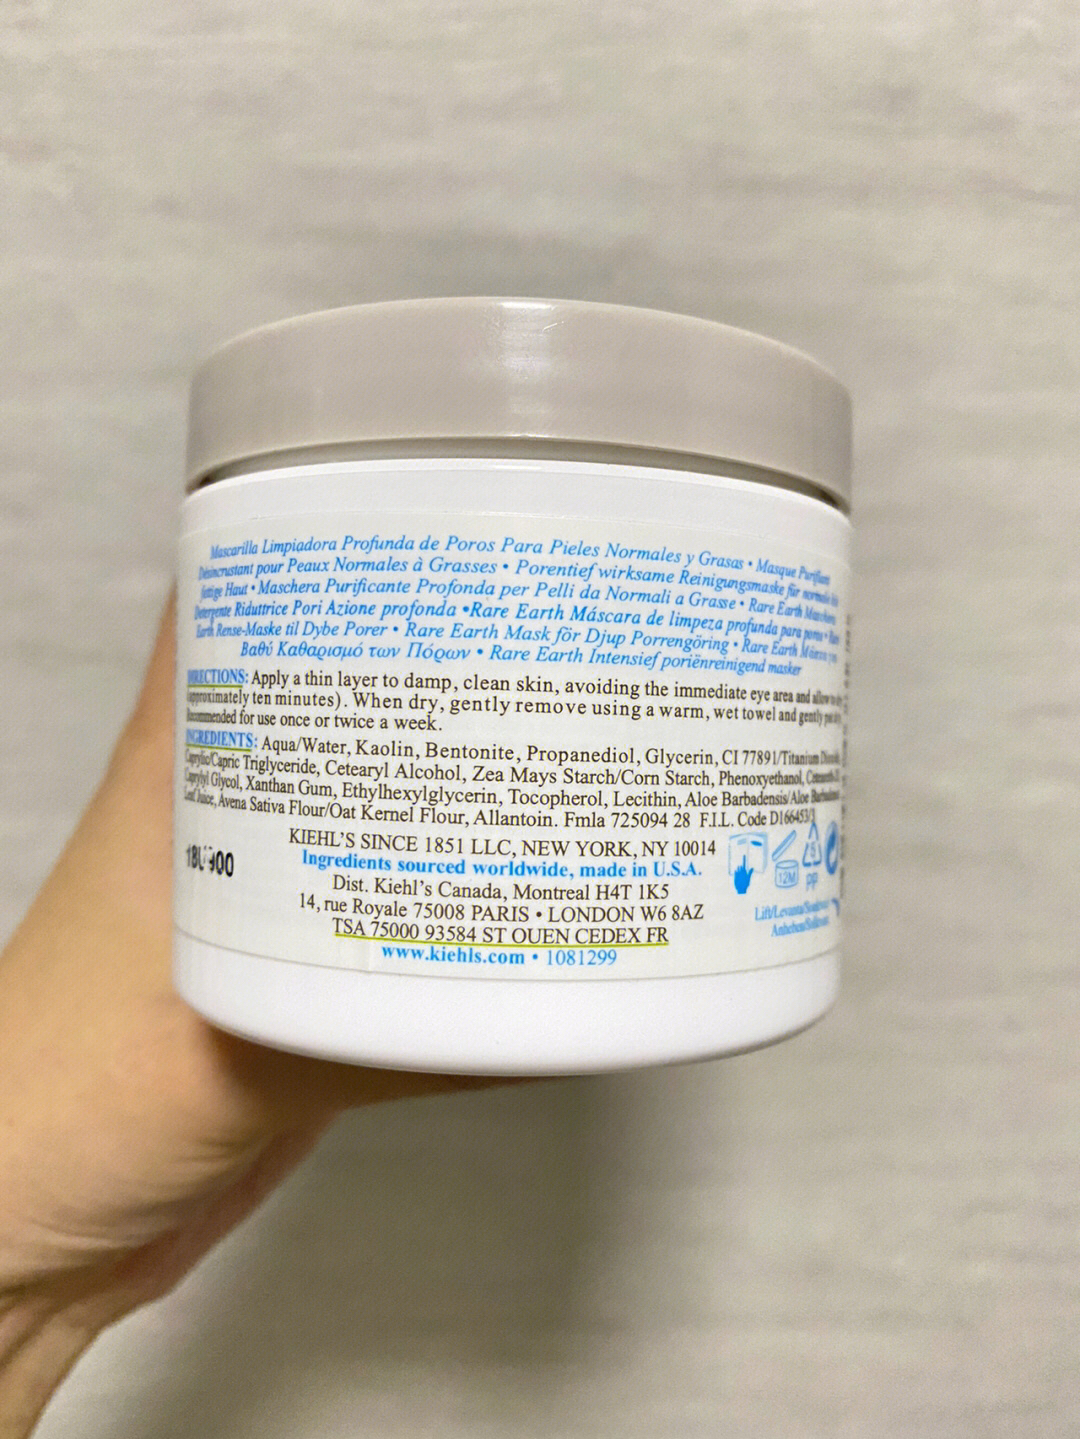 Mascarilla Limpiadora Profunda de Poros Para Pieles Normales y Grasas • Masque Purifiant
Désincrustant pour Peaux Normales à Grasses • Porentief wirksame Reinigungsmaske für normale bis
fettige Haut • Maschera Purificante Profonda per Pelli da Normali a Grasse • Rare Earth
Detergente Riduttrice Pori Azione profonda •Rare Earth Máscara de limpeza profunda para poros •
Earth Rense-Maske til Dybe Porer • Rare Earth Mask för Djup Porrengöring • Rare Earth
Βαθύ Καθαρισμό των Πόρων • Rare Earth Intensief poriënreinigend masker
DIRECTIONS: Apply a thin layer to damp, clean skin, avoiding the immediate eye area and allow to
(approximately ten minutes). When dry, gently remove using a warm, wet towel and gently
Recommended for use once or twice a week.
INGREDIENTS: Aqua/Water, Kaolin, Bentonite, Propanediol, Glycerin, CI 77891/Titanium Dioxide,
Caprylic/Capric Triglyceride, Cetearyl Alcohol, Zea Mays Starch/Corn Starch, Phenoxyethanol,
Caprylyl Glycol, Xanthan Gum, Ethylhexylglycerin, Tocopherol, Lecithin, Aloe Barbadensis/Aloe Barbadensis
Leaf Juice, Avena Sativa Flour/Oat Kernel Flour, Allantoin. Fmla 725094 28 F.I.L. Code D166453/3
KIEHL'S SINCE 1851 LLC, NEW YORK, NY 10014
Ingredients sourced worldwide, made in U.S.A.
Dist. Kiehl's Canada, Montreal H4T 1K5
14, rue Royale 75008 PARIS • LONDON W6 8AZ
TSA 75000 93584 ST OUEN CEDEX FR
www.kiehls.com • 1081299
12M
5
PP